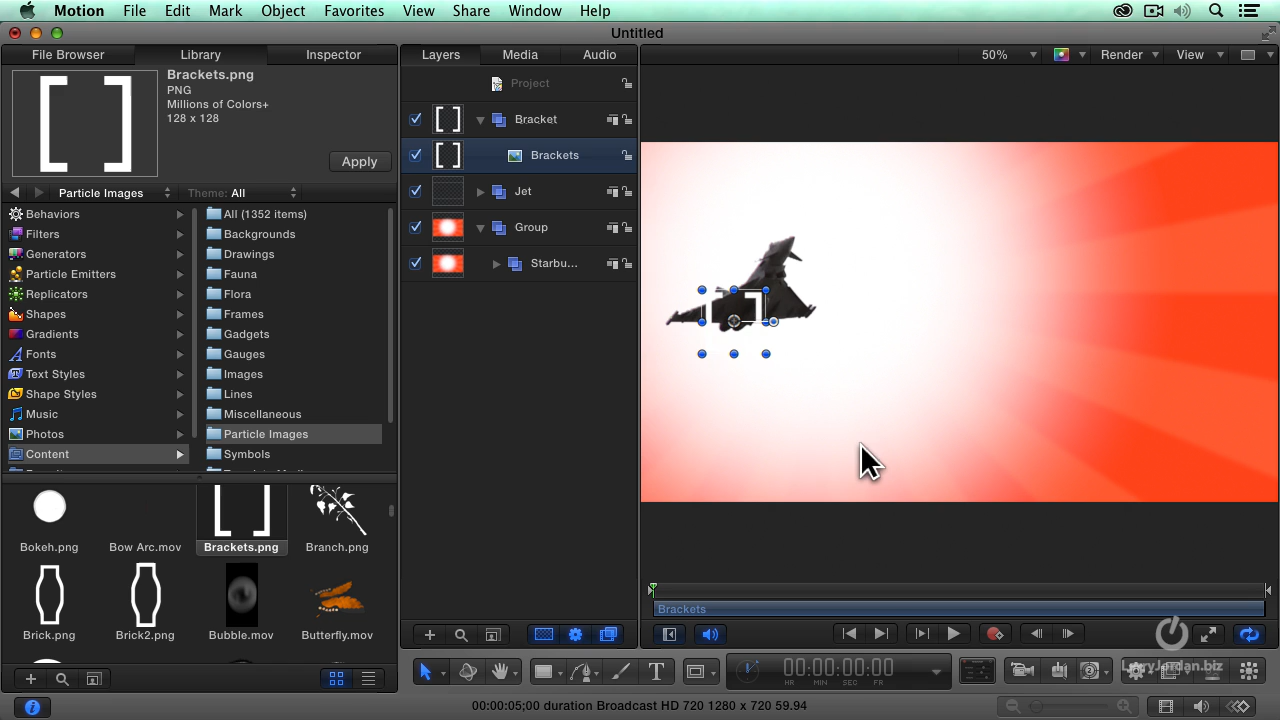 Motion File Edit Mark Object Favorites View Share Window Help
Untitled
File Browser Library Inspector
Layers Media Audio
50% Render View
Brackets.png
PNG
Millions of Colors+
128 x 128
Apply
Particle Images Theme: All
Behaviors
Filters
Generators
Particle Emitters
Replicators
Shapes
Gradients
Fonts
Text Styles
Shape Styles
Music
Photos
Content
All (1352 items)
Backgrounds
Drawings
Fauna
Flora
Frames
Gadgets
Gauges
Images
Lines
Miscellaneous
Particle Images
Symbols
Bokeh.png
Bow Arc.mov
Brackets.png
Branch.png
Brick.png
Brick2.png
Bubble.mov
Butterfly.mov
Project
Bracket
Brackets
Jet
Group
Starbu...
Brackets
T
00:00:00:00
HR MIN SEC FR
LarryJordan.biz
00:00:05;00 duration Broadcast HD 720 1280 x 720 59.94